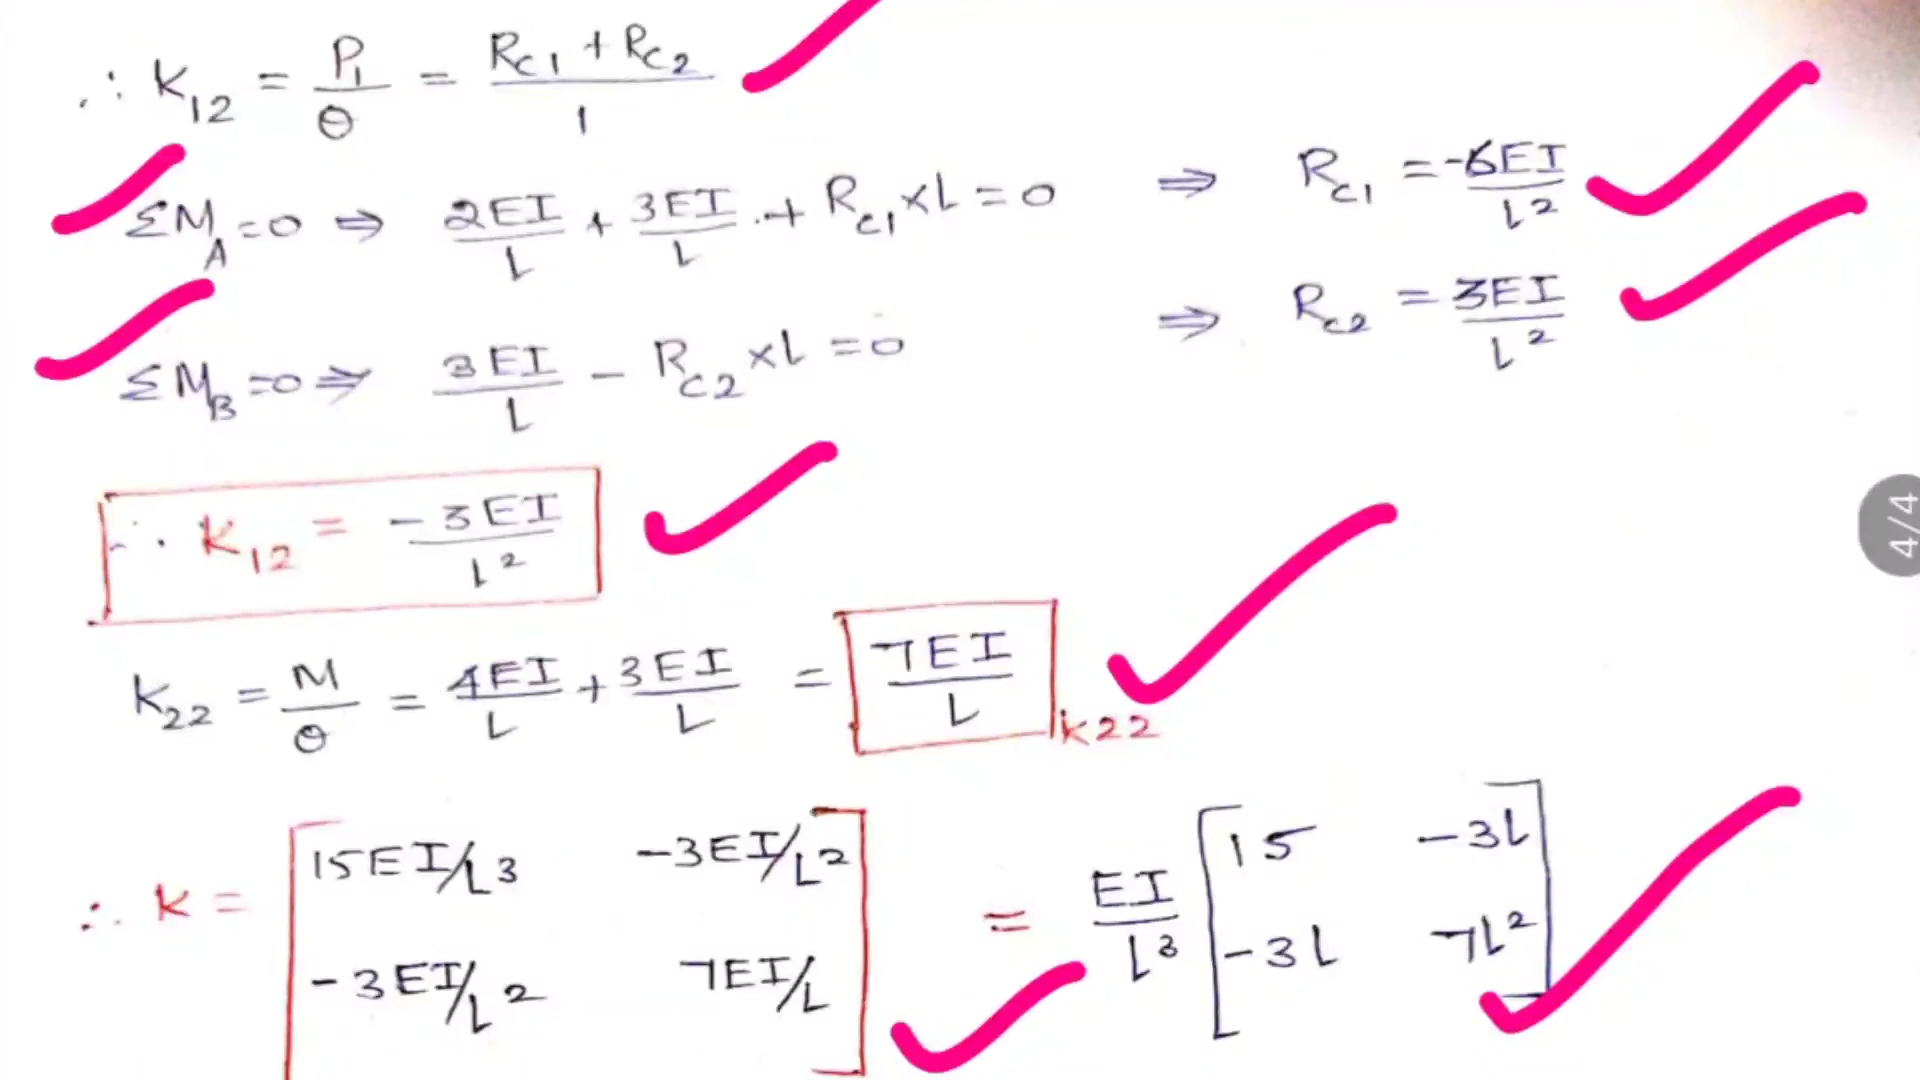 ∴ K12 = P1/θ = (RC1 + RC2)/1
ΣMA = 0 ⇒ 2EI/L + 3EI/L + RC1 × L = 0 ⇒ RC1 = -6EI/L²
ΣMB = 0 ⇒ 3EI/L - RC2 × L = 0 ⇒ RC2 = 3EI/L²
∴ K12 = -3EI/L²
K22 = M/θ = 4EI/L + 3EI/L = 7EI/L K22
∴ K = [15EI/L3 -3EI/L2 = EI/L3 [15 -3L
-3EI/L2 7EI/L] -3L 7L²]
4/4